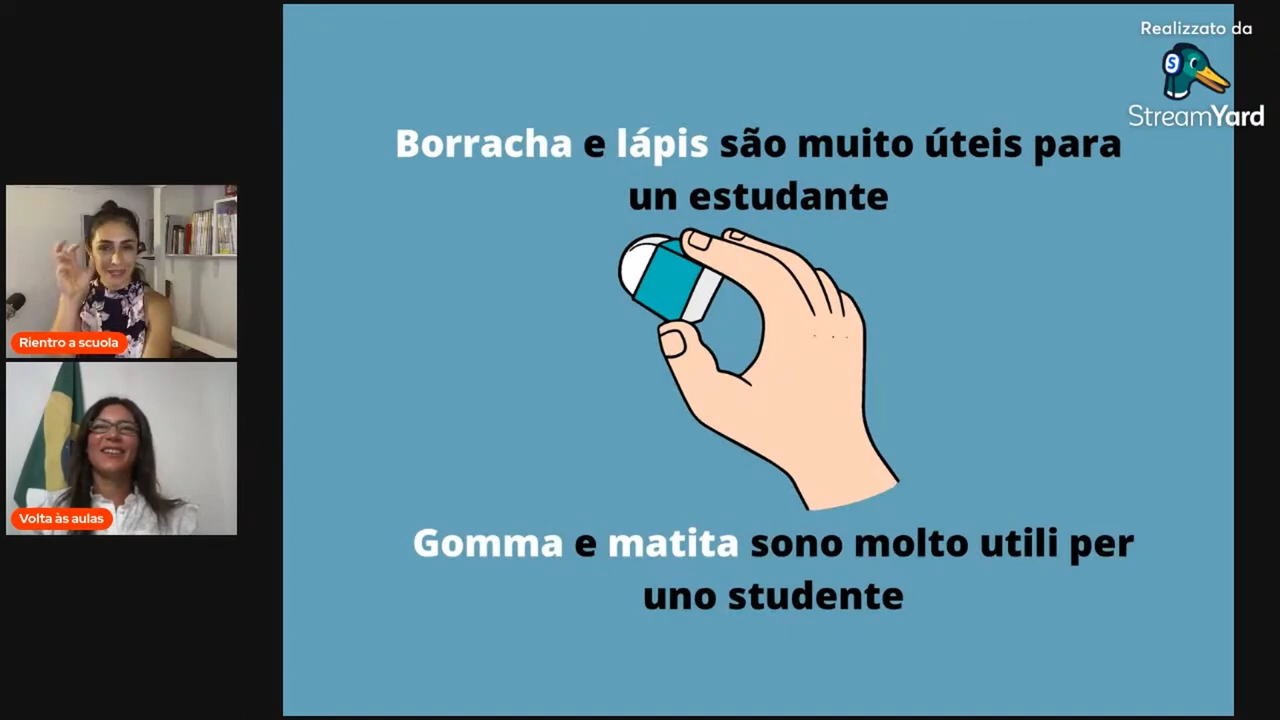 Realizzato da
StreamYard
Borracha e lápis são muito úteis para
un estudante
Rientro a scuola
Volta às aulas
Gomma e matita sono molto utili per
uno studente